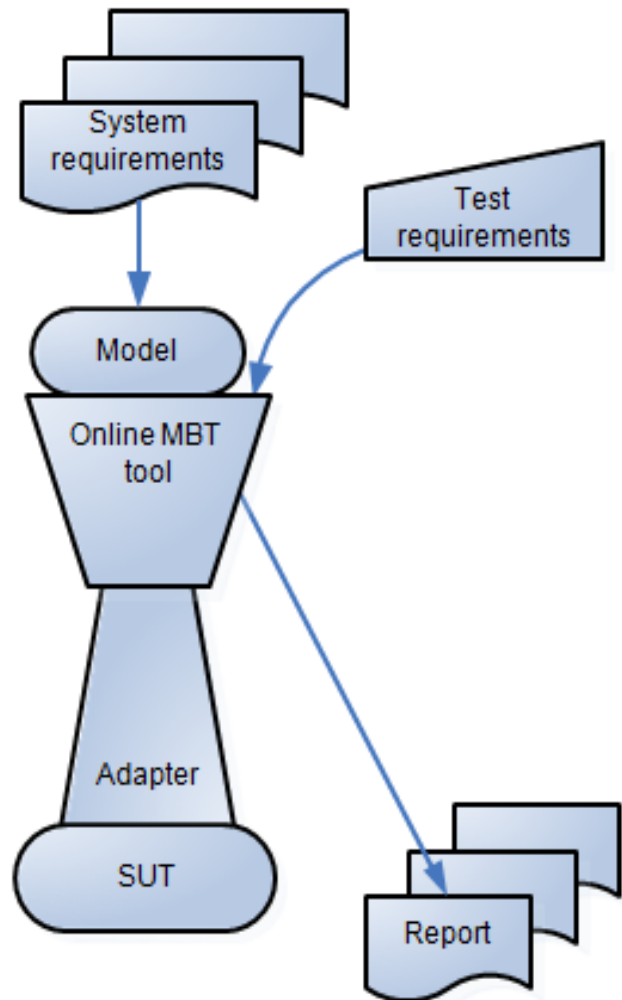 System
requirements
Test
requirements
Model
Online MBT
tool
Adapter
SUT
Report